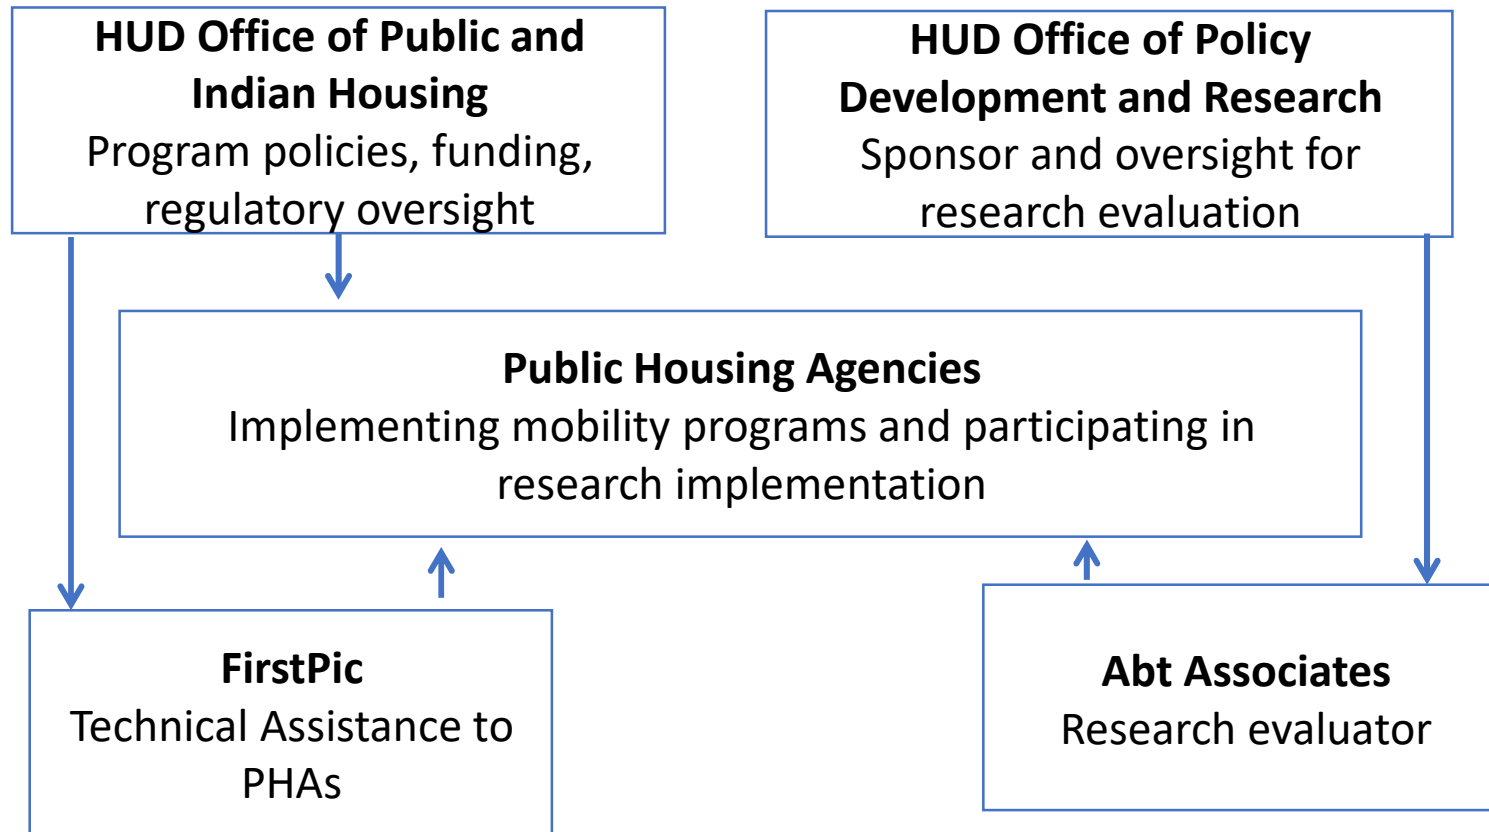 HUD Office of Public and
Indian Housing
Program policies, funding,
regulatory oversight
HUD Office of Policy
Development and Research
Sponsor and oversight for
research evaluation
Public Housing Agencies
Implementing mobility programs and participating in
research implementation
FirstPic
Technical Assistance to
PHAs
Abt Associates
Research evaluator